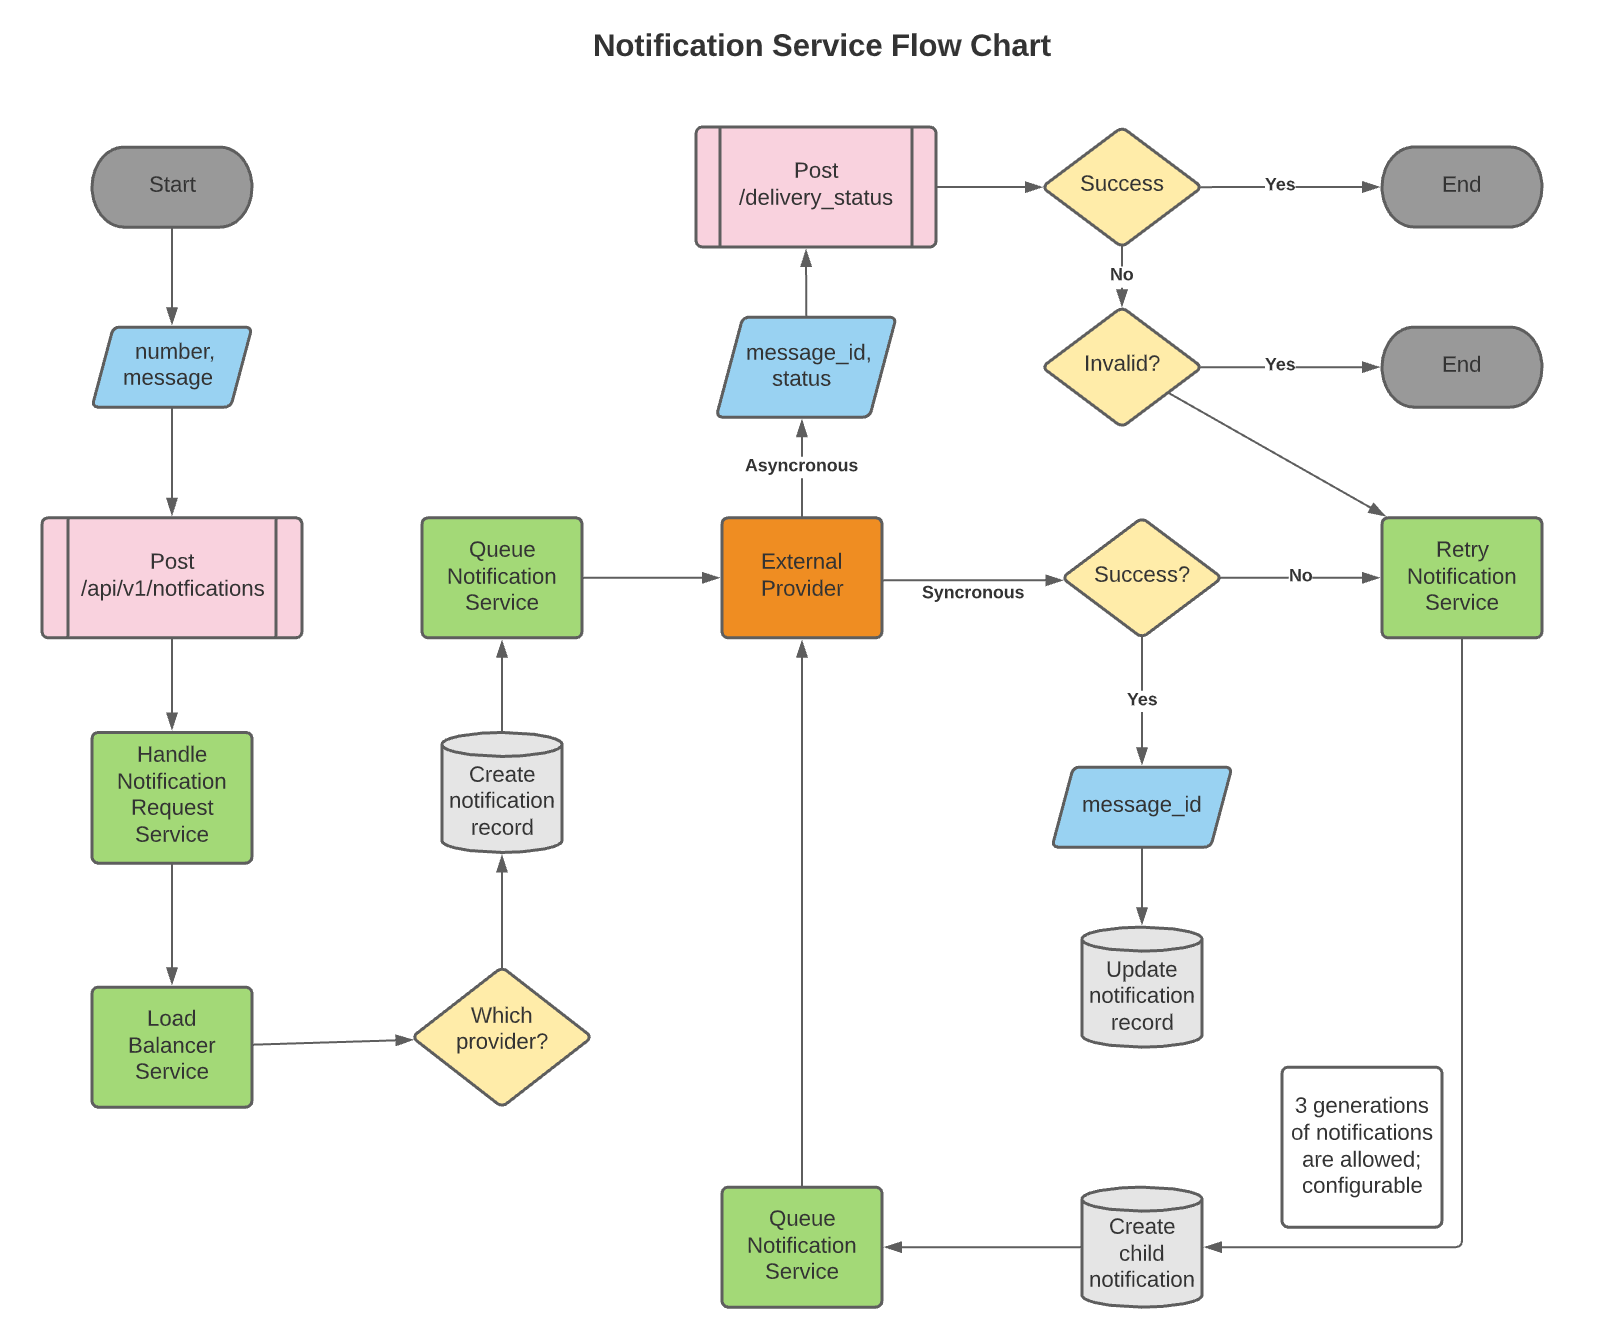 Notification Service Flow Chart
Start
number,
message
Post
/api/v1/notfications
Handle
Notification
Request
Service
Load
Balancer
Service
Which
provider?
Create
notification
record
Queue
Notification
Service
External
Provider
Asyncronous
message_id,
status
Post
/delivery_status
Success
Yes
End
No
Invalid?
Yes
End
Syncronous
Success?
No
Retry
Notification
Service
Yes
message_id
Update
notification
record
3 generations
of notifications
are allowed;
configurable
Create
child
notification
Queue
Notification
Service